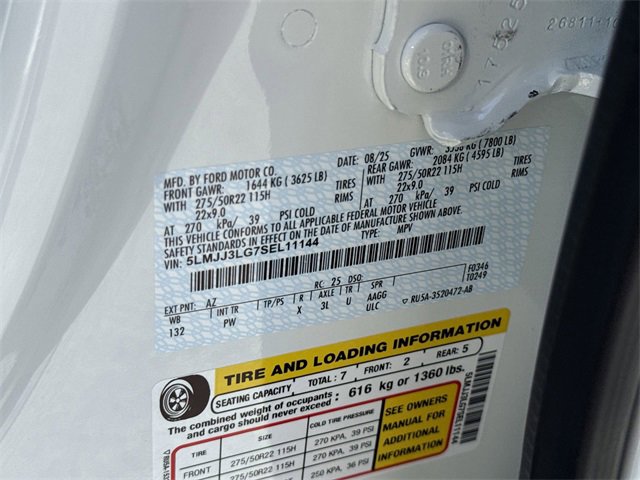 26811-10
17525
MFD. BY FORD MOTOR CO.
DATE: 08/25 GVWR: 3538 KG ( 7800 LB)
FRONT GAWR: 1644 KG ( 3625 LB)
REAR GAWR: 2084 KG ( 4595 LB)
WITH 275/50R22 115H TIRES
WITH 275/50R22 115H TIRES
22x9.0 RIMS
22x9.0 RIMS
AT 270 kPa/ 39 PSI COLD
AT 270 kPa/ 39 PSI COLD
THIS VEHICLE CONFORMS TO ALL APPLICABLE FEDERAL MOTOR VEHICLE
SAFETY STANDARDS IN EFFECT ON THE DATE OF MANUFACTURE SHOWN ABOVE.
VIN: 5LMJJ3LG7SEL11144 TYPE: MPV
F0346
T0249
EXT PNT: AZ RC: 25 DSO:
WB INT TR TP/PS R AXLE TR SPR
132 PW X 3L U AAGG
ULC RU5A-3520472-AB
TIRE AND LOADING INFORMATION
SEATING CAPACITY TOTAL: 7 FRONT: 2 REAR: 5
The combined weight of occupants
and cargo should never exceed : 616 kg or 1360 lbs.
TIRE SIZE COLD TIRE PRESSURE
FRONT 275/50R22 115H 270 KPA, 39 PSI
275/50R22 115H 270 KPA, 39 PSI
250 KPA, 36 PSI
SEE OWNERS
MANUAL FOR
ADDITIONAL
INFORMATION
5LMJJ3LG7SEL11144